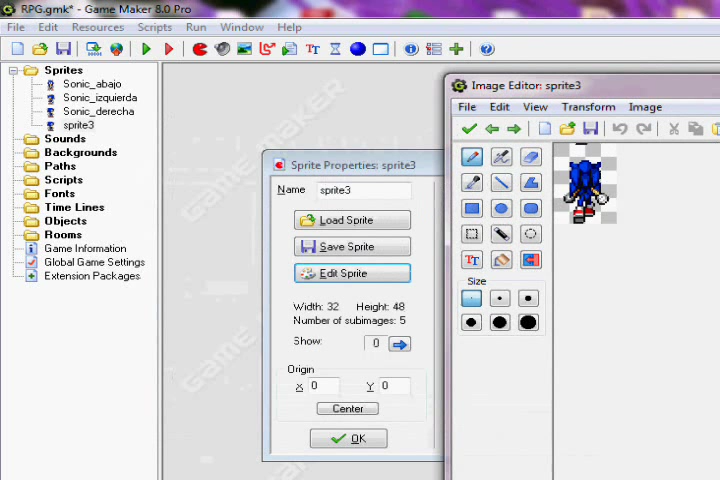 RPG.gmk* - Game Maker 8.0 Pro
File Edit Resources Scripts Run Window Help
Sprites
Sonic_abajo
Sonic_izquierda
Sonic_derecha
sprite3
Sounds
Backgrounds
Paths
Scripts
Fonts
Time Lines
Objects
Rooms
Game Information
Global Game Settings
Extension Packages
GAME MAKER
Sprite Properties: sprite3
Name sprite3
Load Sprite
Save Sprite
Edit Sprite
Width: 32 Height: 48
Number of subimages: 5
Show: 0
Origin
X 0 Y 0
Center
OK
Image Editor: sprite3
File Edit View Transform Image
Size